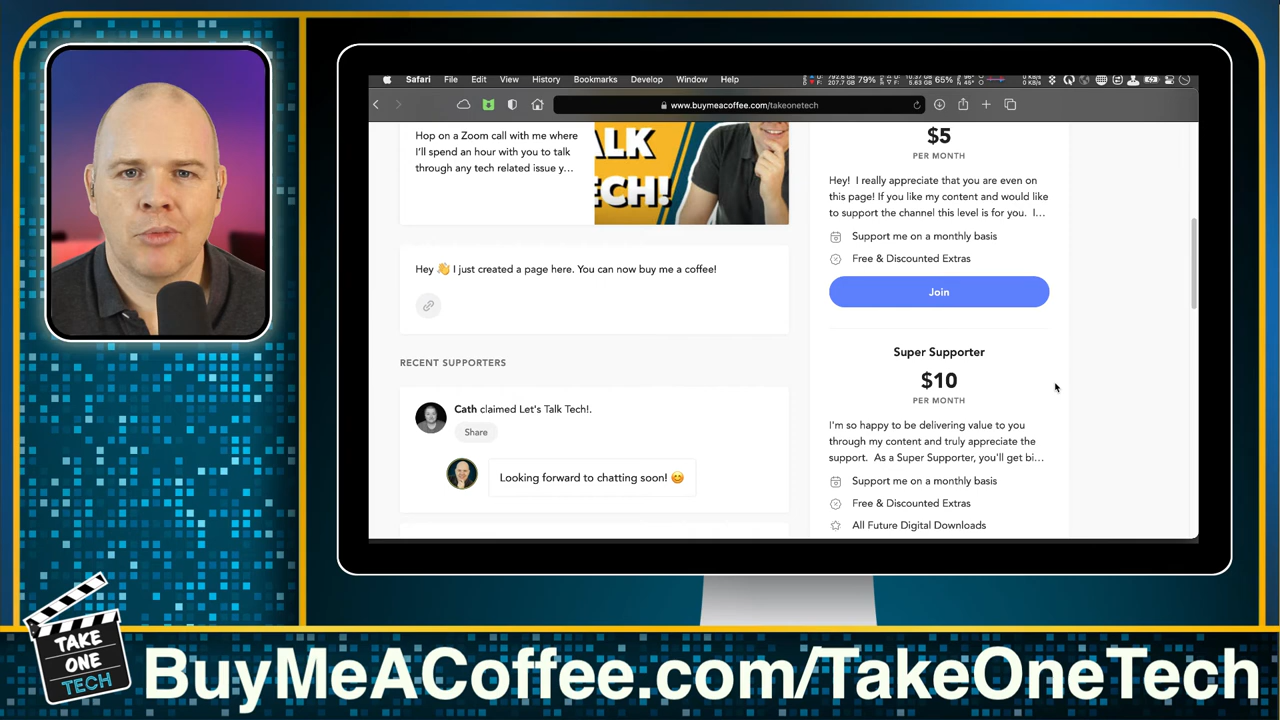 Safari File Edit View History Bookmarks Develop Window Help
79% 65%
www.buymeacoffee.com/takeonetech
Hop on a Zoom call with me where
I'll spend an hour with you to talk
through any tech related issue y...
ALK
ECH!
Hey 👋 I just created a page here. You can now buy me a coffee!
RECENT SUPPORTERS
Cath claimed Let's Talk Tech!.
Share
Looking forward to chatting soon! 😊
$5
PER MONTH
Hey! I really appreciate that you are even on
this page! If you like my content and would like
to support the channel this level is for you. I...
Support me on a monthly basis
Free & Discounted Extras
Join
Super Supporter
$10
PER MONTH
I'm so happy to be delivering value to you
through my content and truly appreciate the
support. As a Super Supporter, you'll get bi...
Support me on a monthly basis
Free & Discounted Extras
All Future Digital Downloads
TAKE
ONE
TECH
BuyMeACoffee.com/TakeOneTech